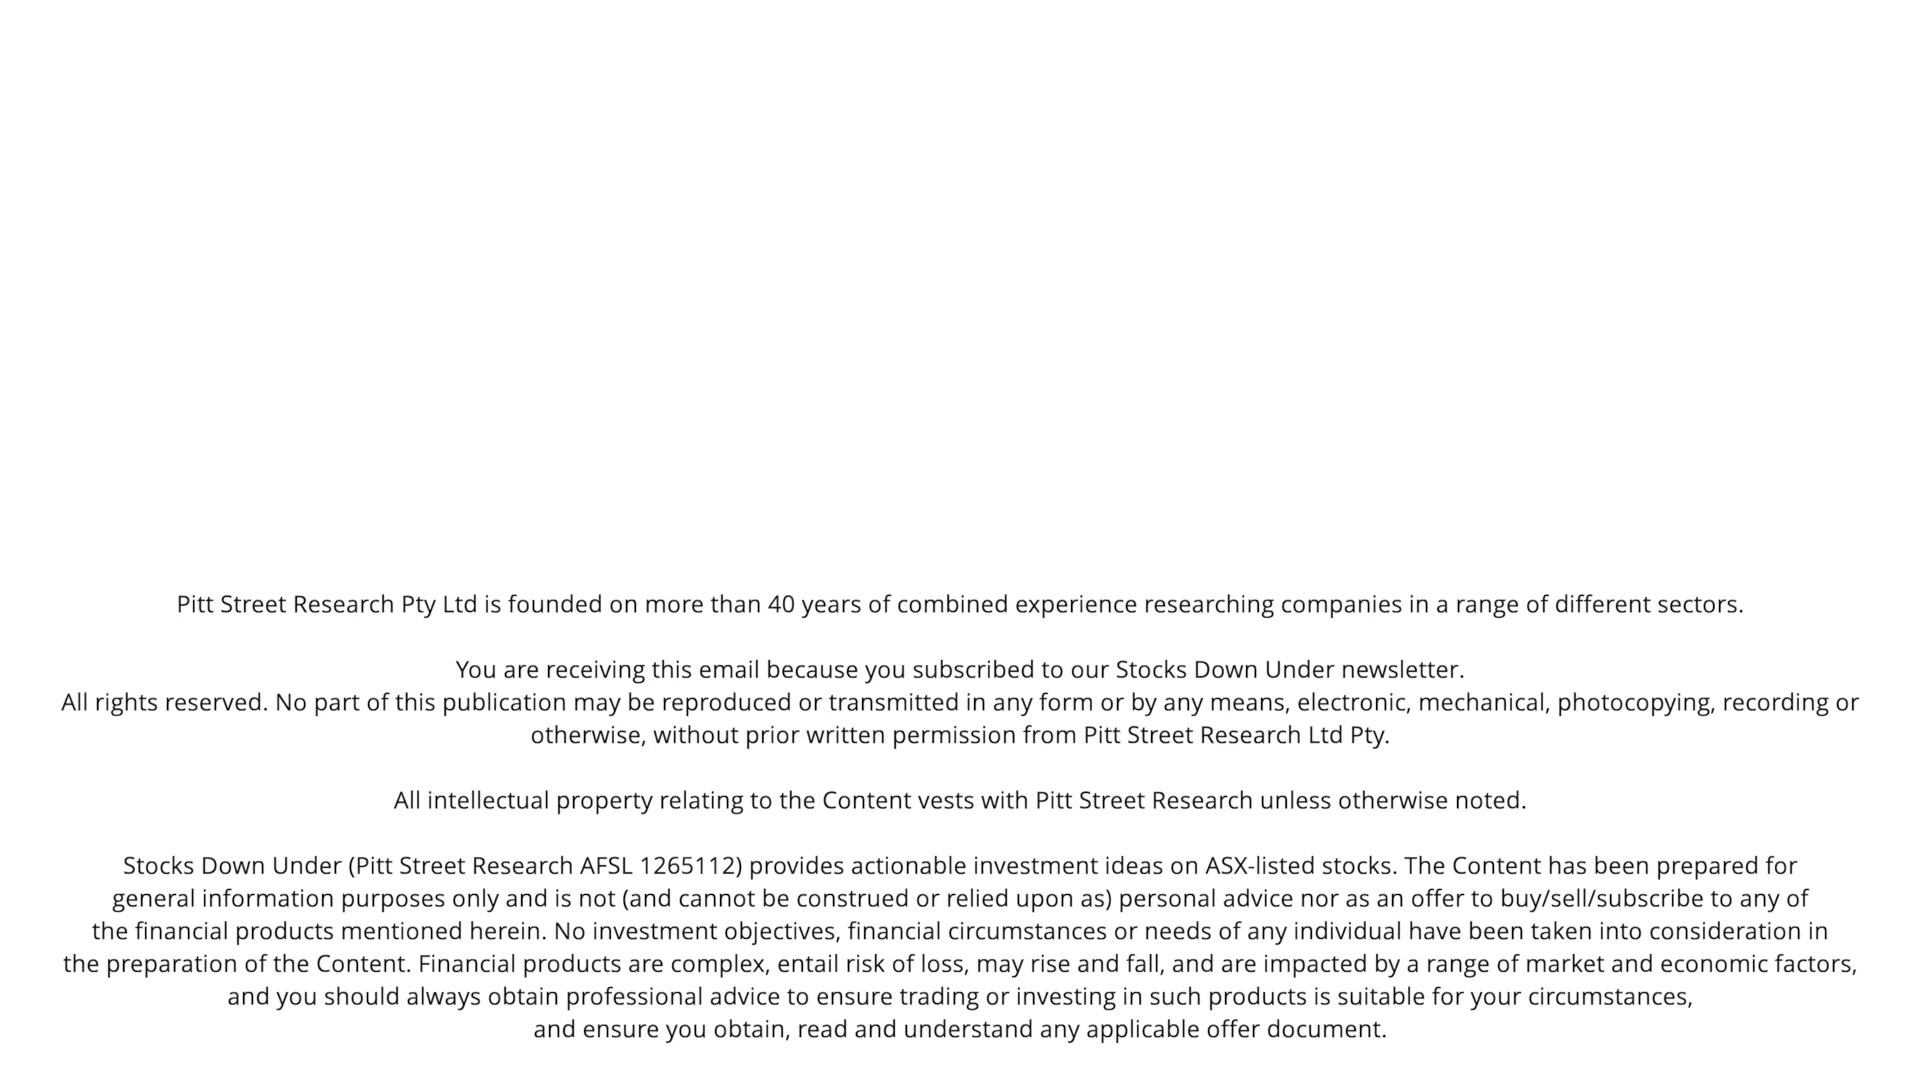 Pitt Street Research Pty Ltd is founded on more than 40 years of combined experience researching companies in a range of different sectors.
You are receiving this email because you subscribed to our Stocks Down Under newsletter.
All rights reserved. No part of this publication may be reproduced or transmitted in any form or by any means, electronic, mechanical, photocopying, recording or
otherwise, without prior written permission from Pitt Street Research Ltd Pty.
All intellectual property relating to the Content vests with Pitt Street Research unless otherwise noted.
Stocks Down Under (Pitt Street Research AFSL 1265112) provides actionable investment ideas on ASX-listed stocks. The Content has been prepared for
general information purposes only and is not (and cannot be construed or relied upon as) personal advice nor as an offer to buy/sell/subscribe to any of
the financial products mentioned herein. No investment objectives, financial circumstances or needs of any individual have been taken into consideration in
the preparation of the Content. Financial products are complex, entail risk of loss, may rise and fall, and are impacted by a range of market and economic factors,
and you should always obtain professional advice to ensure trading or investing in such products is suitable for your circumstances,
and ensure you obtain, read and understand any applicable offer document.